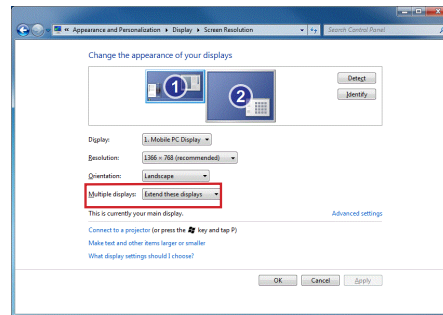 « Appearance and Personalization ▸ Display ▸ Screen Resolution
Search Control Panel
Change the appearance of your displays
1
2
Detect
Identify
Display: 1. Mobile PC Display
Resolution: 1366 × 768 (recommended)
Orientation: Landscape
Multiple displays: Extend these displays
This is currently your main display.
Advanced settings
Connect to a projector (or press the key and tap P)
Make text and other items larger or smaller
What display settings should I choose?
OK
Cancel
Apply